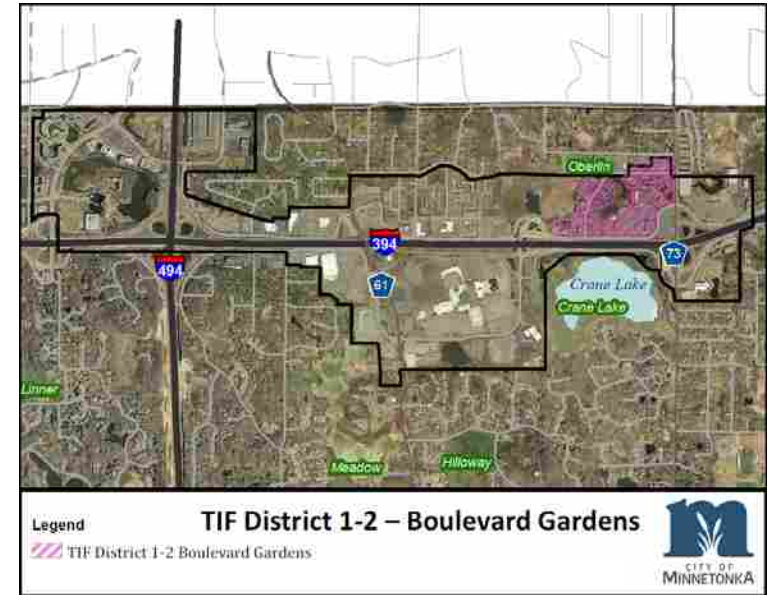 Oberlin
394
73
494
61
Crane Lake
Crane Lake
Linner
Meadow
Hilloway
Legend
TIF District 1-2 – Boulevard Gardens
TIF District 1-2 Boulevard Gardens
m
CITY OF
MINNETONKA